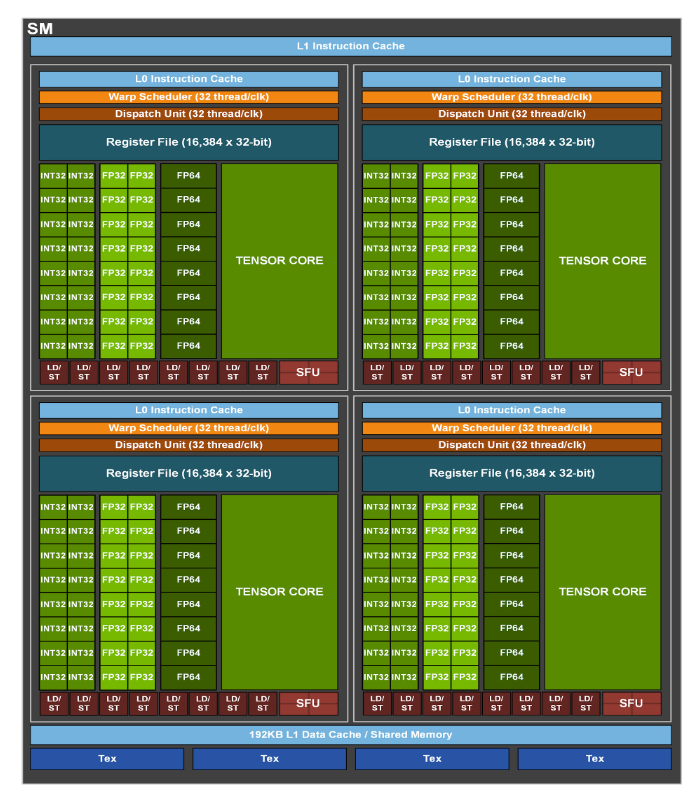 SM
L1 Instruction Cache
L0 Instruction Cache
Warp Scheduler (32 thread/clk)
Dispatch Unit (32 thread/clk)
Register File (16,384 x 32-bit)
INT32 INT32 FP32 FP32 FP64
INT32 INT32 FP32 FP32 FP64
INT32 INT32 FP32 FP32 FP64
INT32 INT32 FP32 FP32 FP64
TENSOR CORE
INT32 INT32 FP32 FP32 FP64
INT32 INT32 FP32 FP32 FP64
INT32 INT32 FP32 FP32 FP64
INT32 INT32 FP32 FP32 FP64
LD/ LD/ LD/ LD/ LD/ LD/ LD/ LD/
ST ST ST ST ST ST ST ST
SFU
L0 Instruction Cache
Warp Scheduler (32 thread/clk)
Dispatch Unit (32 thread/clk)
Register File (16,384 x 32-bit)
INT32 INT32 FP32 FP32 FP64
INT32 INT32 FP32 FP32 FP64
INT32 INT32 FP32 FP32 FP64
INT32 INT32 FP32 FP32 FP64
TENSOR CORE
INT32 INT32 FP32 FP32 FP64
INT32 INT32 FP32 FP32 FP64
INT32 INT32 FP32 FP32 FP64
INT32 INT32 FP32 FP32 FP64
LD/ LD/ LD/ LD/ LD/ LD/ LD/ LD/
ST ST ST ST ST ST ST ST
SFU
L0 Instruction Cache
Warp Scheduler (32 thread/clk)
Dispatch Unit (32 thread/clk)
Register File (16,384 x 32-bit)
INT32 INT32 FP32 FP32 FP64
INT32 INT32 FP32 FP32 FP64
INT32 INT32 FP32 FP32 FP64
INT32 INT32 FP32 FP32 FP64
TENSOR CORE
INT32 INT32 FP32 FP32 FP64
INT32 INT32 FP32 FP32 FP64
INT32 INT32 FP32 FP32 FP64
INT32 INT32 FP32 FP32 FP64
LD/ LD/ LD/ LD/ LD/ LD/ LD/ LD/
ST ST ST ST ST ST ST ST
SFU
L0 Instruction Cache
Warp Scheduler (32 thread/clk)
Dispatch Unit (32 thread/clk)
Register File (16,384 x 32-bit)
INT32 INT32 FP32 FP32 FP64
INT32 INT32 FP32 FP32 FP64
INT32 INT32 FP32 FP32 FP64
INT32 INT32 FP32 FP32 FP64
TENSOR CORE
INT32 INT32 FP32 FP32 FP64
INT32 INT32 FP32 FP32 FP64
INT32 INT32 FP32 FP32 FP64
INT32 INT32 FP32 FP32 FP64
LD/ LD/ LD/ LD/ LD/ LD/ LD/ LD/
ST ST ST ST ST ST ST ST
SFU
192KB L1 Data Cache / Shared Memory
Tex Tex Tex Tex